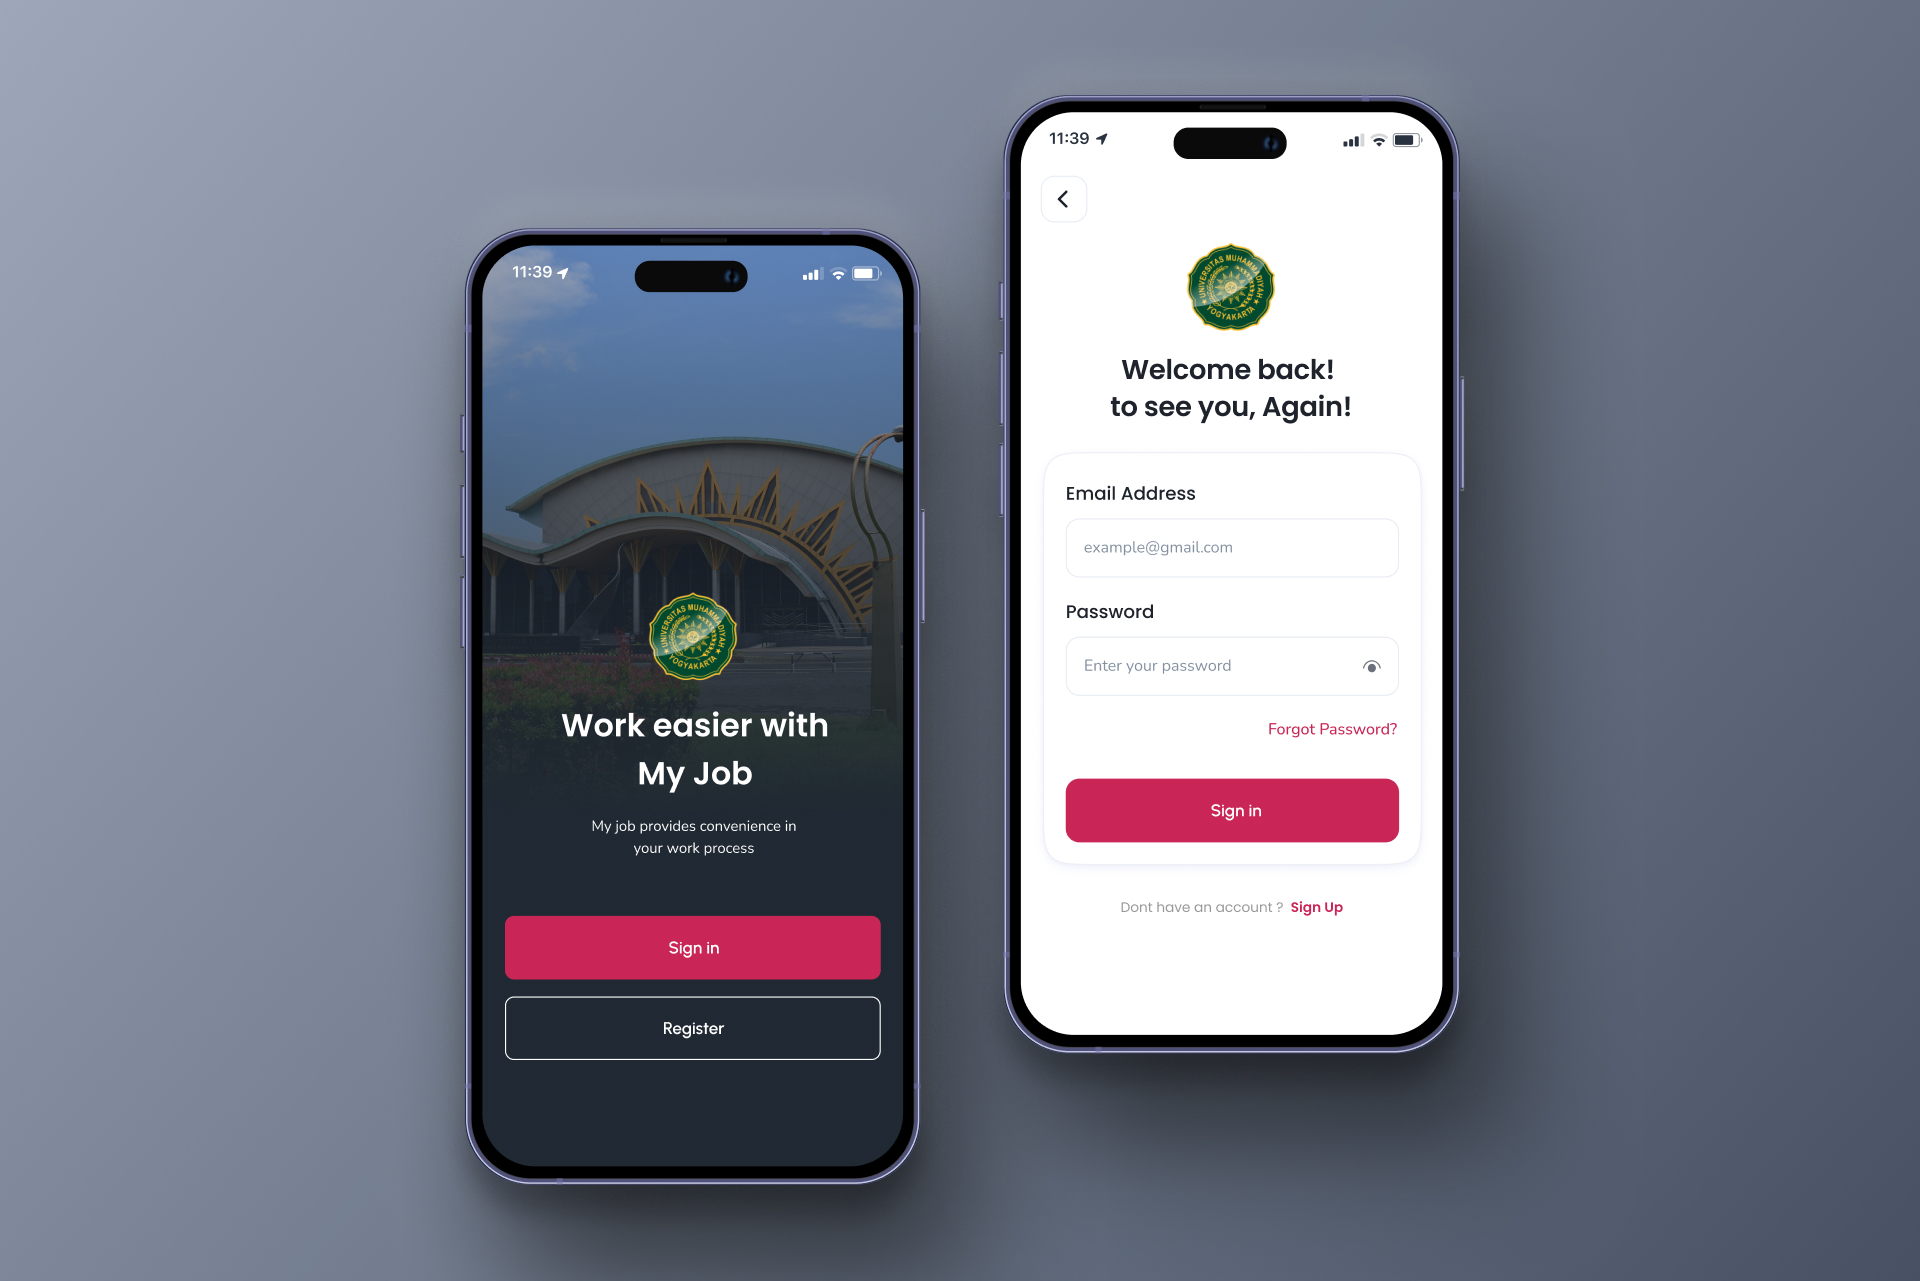 11:39
UNIVERSITAS MUHAMMADIYAH
YOGYAKARTA
Work easier with
My Job
My job provides convenience in
your work process
Sign in
Register
11:39
UNIVERSITAS MUHAMMADIYAH
YOGYAKARTA
Welcome back!
to see you, Again!
Email Address
example@gmail.com
Password
Enter your password
Forgot Password?
Sign in
Dont have an account ? Sign Up